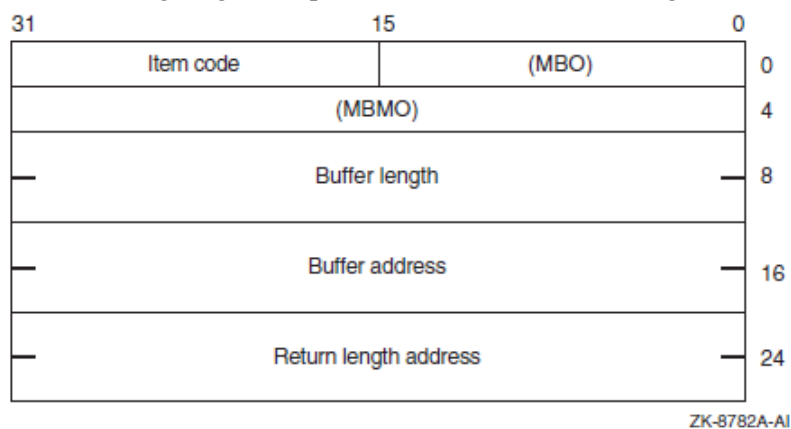 31 15 0
Item code (MBO) 0
(MBMO) 4
Buffer length 8
Buffer address 16
Return length address 24
ZK-8782A-AI